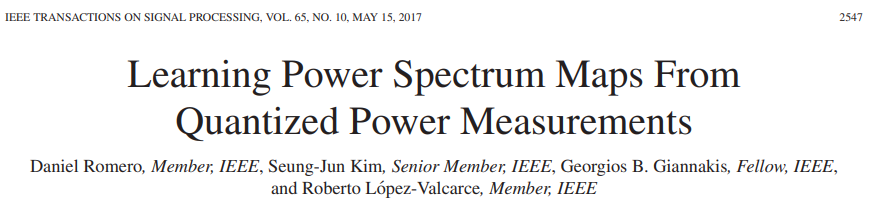 IEEE TRANSACTIONS ON SIGNAL PROCESSING, VOL. 65, NO. 10, MAY 15, 2017 2547
Learning Power Spectrum Maps From
Quantized Power Measurements
Daniel Romero, Member, IEEE, Seung-Jun Kim, Senior Member, IEEE, Georgios B. Giannakis, Fellow, IEEE,
and Roberto López-Valcarce, Member, IEEE